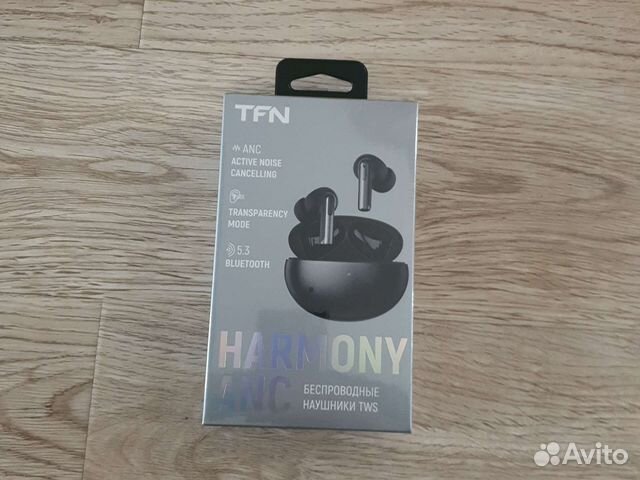 TFN
ANC
ACTIVE NOISE
CANCELLING
TRANSPARENCY
MODE
5.3
BLUETOOTH
HARMONY
ANC
БЕСПРОВОДНЫЕ
НАУШНИКИ TWS
Avito